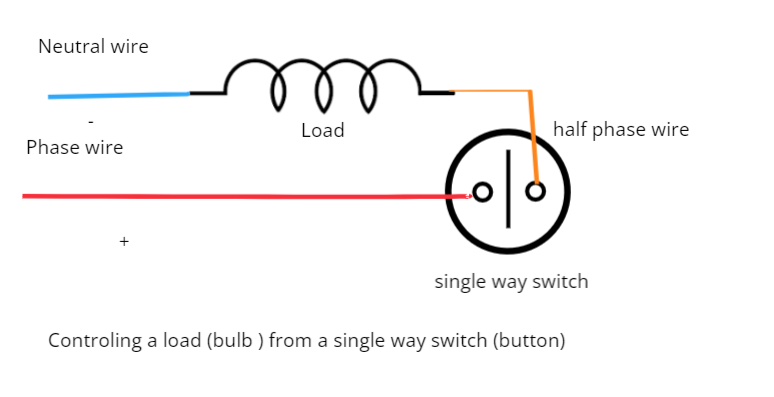 Neutral wire
-
Load
half phase wire
Phase wire
+
single way switch
Controling a load (bulb ) from a single way switch (button)